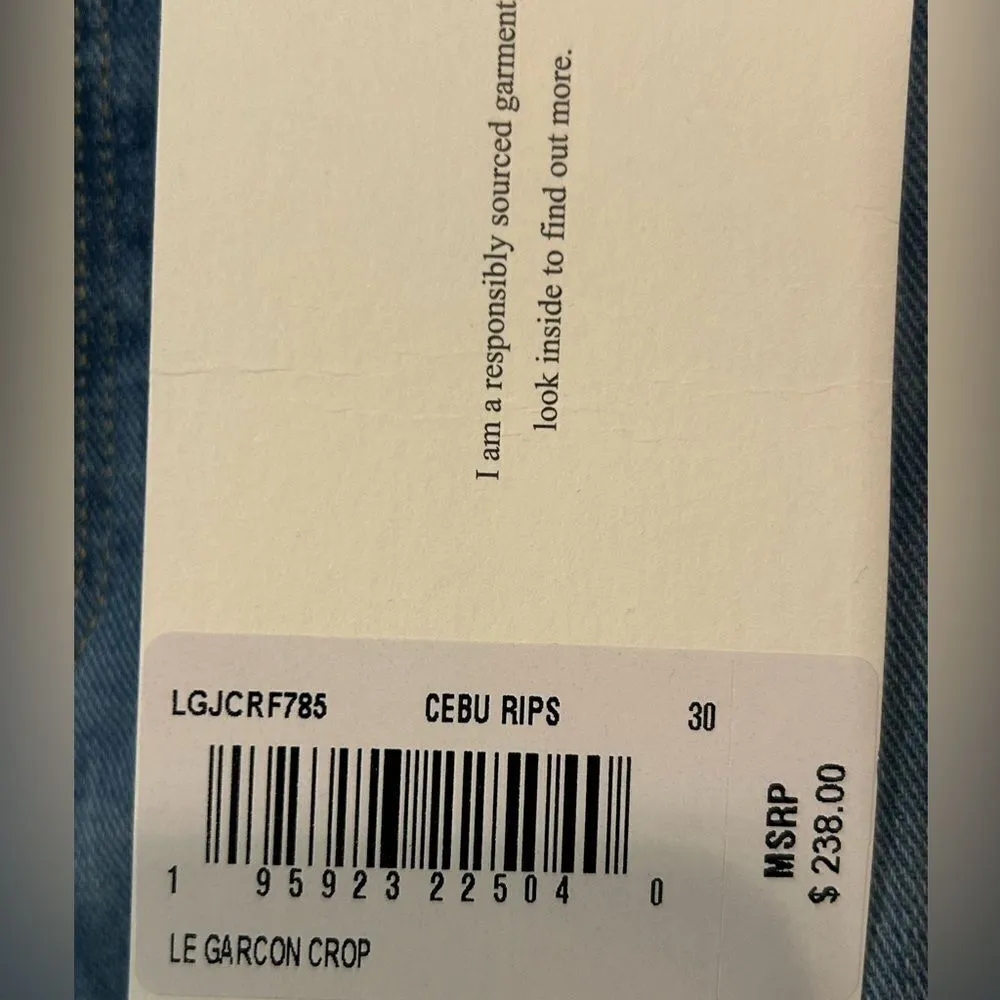 I am a responsibly sourced garment
look inside to find out more.
LGJCRF785 CEBU RIPS 30
1 95923 22504 0
LE GARCON CROP
MSRP
$ 238.00